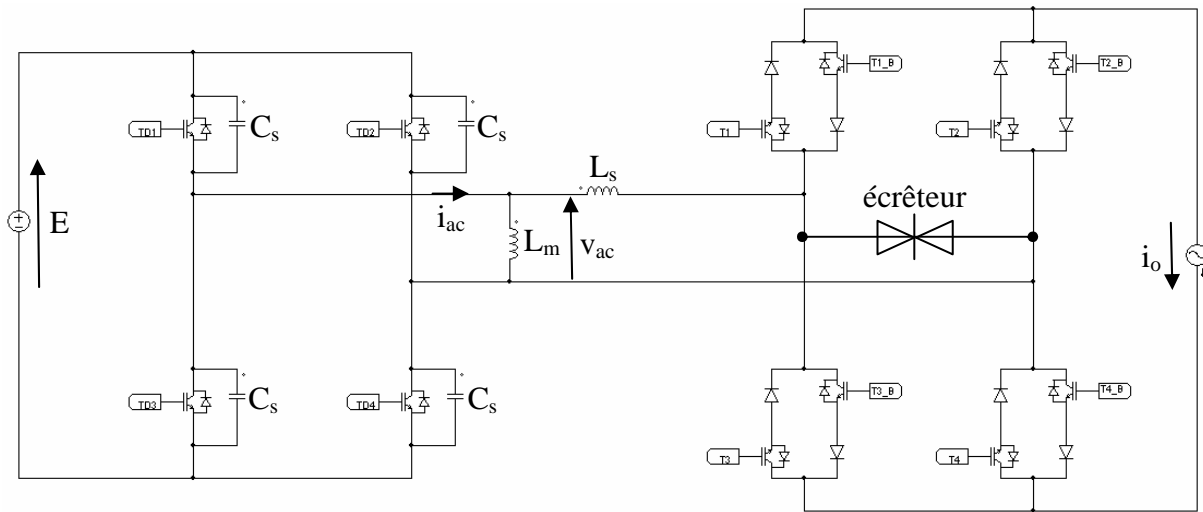 T1_B
T2_B
TD1
Cs
TD2
Cs
T1
T2
Ls
écrêteur
E
iac
Lm
vac
io
TD3
Cs
TD4
Cs
T3_B
T4_B
T3
T4